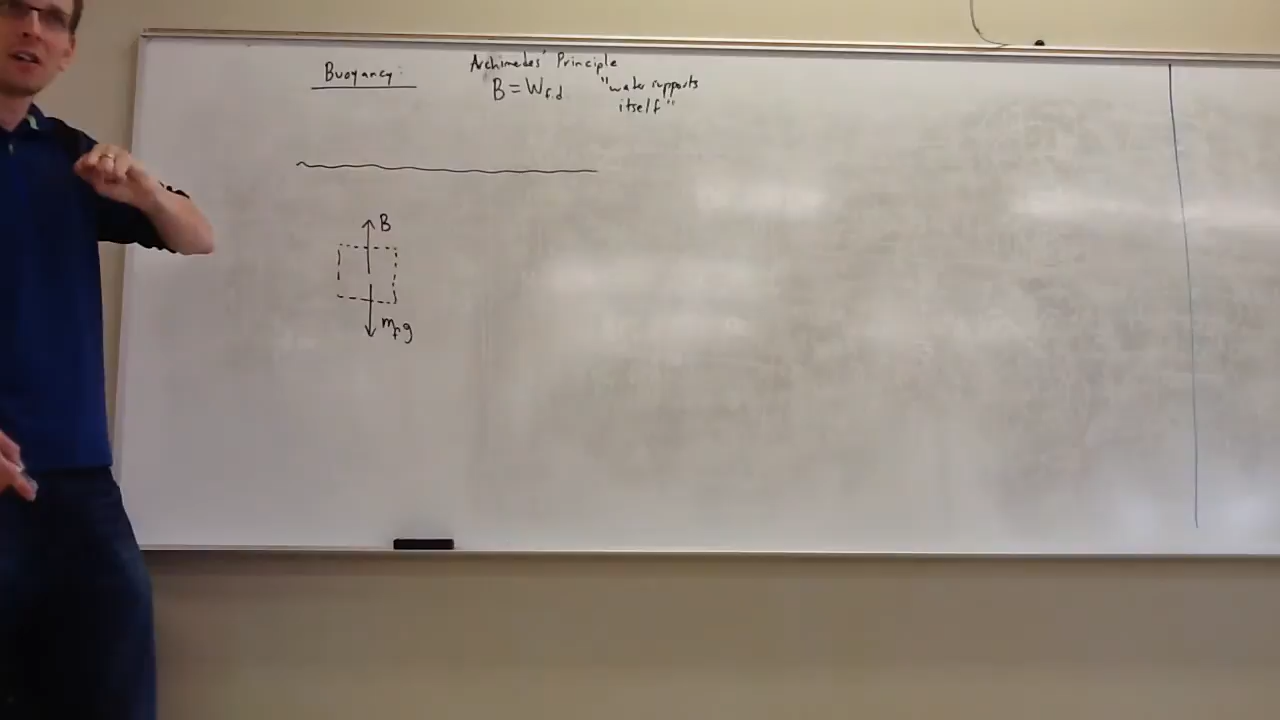 Buoyancy:
Archimedes' Principle
B = Wf.d
"water supports
itself"
B
mfg